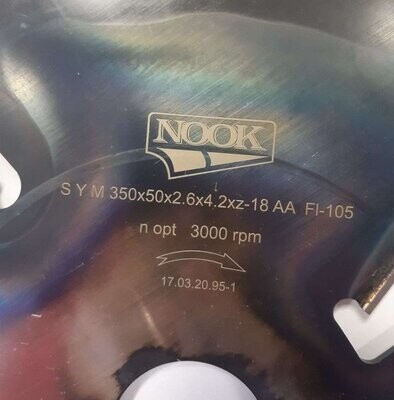 NOOK
S Y M 350x50x2.6x4.2xz-18 AA FI-105
n opt 3000 rpm
17.03.20.95-1